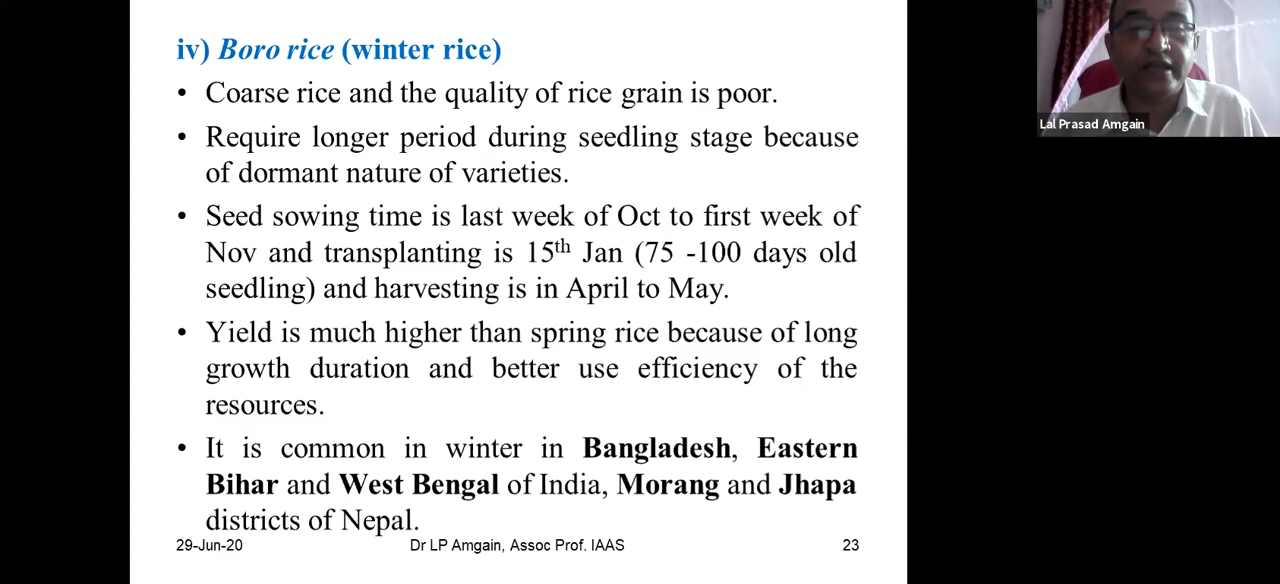 iv) Boro rice (winter rice)
• Coarse rice and the quality of rice grain is poor.
• Require longer period during seedling stage because
of dormant nature of varieties.
• Seed sowing time is last week of Oct to first week of
Nov and transplanting is 15th Jan (75 -100 days old
seedling) and harvesting is in April to May.
• Yield is much higher than spring rice because of long
growth duration and better use efficiency of the
resources.
• It is common in winter in Bangladesh, Eastern
Bihar and West Bengal of India, Morang and Jhapa
districts of Nepal.
29-Jun-20 Dr LP Amgain, Assoc Prof. IAAS 23
Lal Prasad Amgain